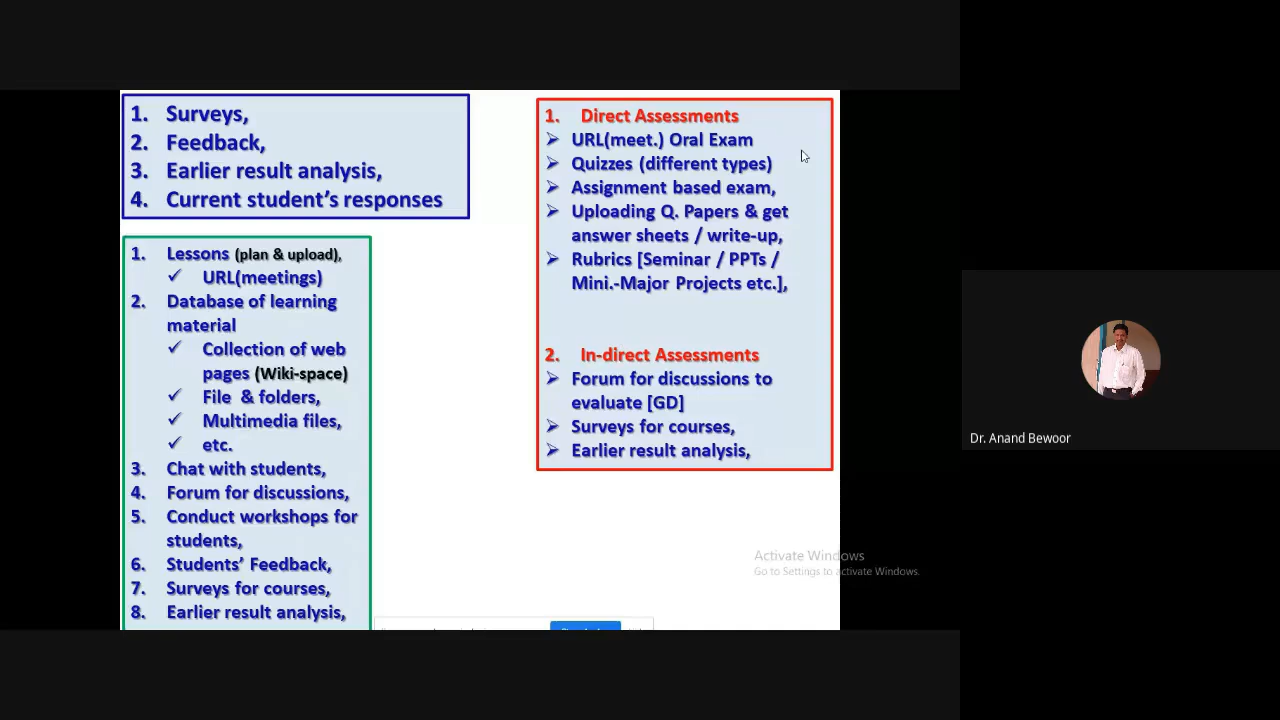 1. Surveys,
2. Feedback,
3. Earlier result analysis,
4. Current student's responses
1. Lessons (plan & upload),
✓ URL(meetings)
2. Database of learning
material
✓ Collection of web
pages (Wiki-space)
✓ File & folders,
✓ Multimedia files,
✓ etc.
3. Chat with students,
4. Forum for discussions,
5. Conduct workshops for
students,
6. Students' Feedback,
7. Surveys for courses,
8. Earlier result analysis,
1. Direct Assessments
➢ URL(meet.) Oral Exam
➢ Quizzes (different types)
➢ Assignment based exam,
➢ Uploading Q. Papers & get
answer sheets / write-up,
➢ Rubrics [Seminar / PPTs /
Mini.-Major Projects etc.],
2. In-direct Assessments
➢ Forum for discussions to
evaluate [GD]
➢ Surveys for courses,
➢ Earlier result analysis,
Activate Windows
Go to Settings to activate Windows.
Dr. Anand Bewoor